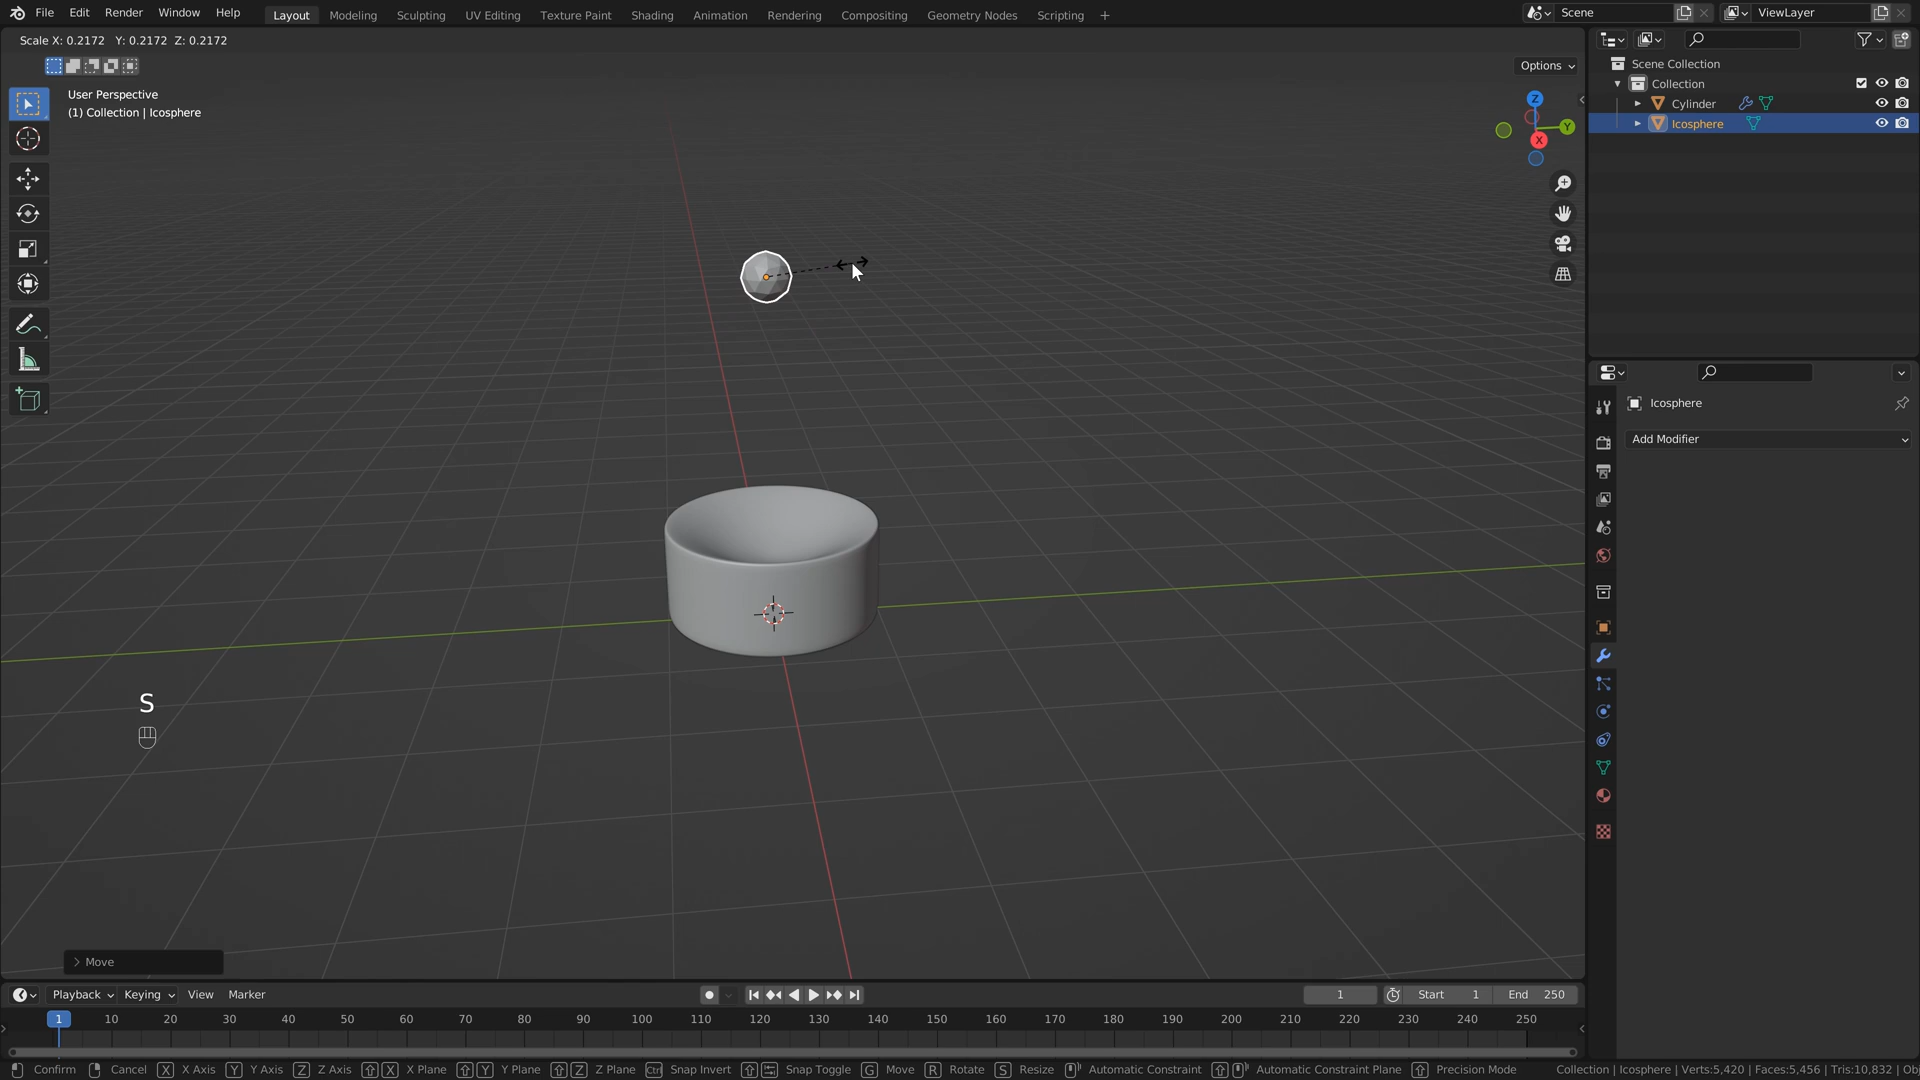 File Edit Render Window Help Layout Modeling Sculpting UV Editing Texture Paint Shading Animation Rendering Compositing Geometry Nodes Scripting + Scene ViewLayer
Scale X: 0.2172 Y: 0.2172 Z: 0.2172
Options
User Perspective
(1) Collection | Icosphere
Z
Y
X
Scene Collection
Collection
Cylinder
Icosphere
Icosphere
Add Modifier
S
Move
Playback Keying View Marker 1 Start 1 End 250
1 10 20 30 40 50 60 70 80 90 100 110 120 130 140 150 160 170 180 190 200 210 220 230 240 250
Confirm Cancel X X Axis Y Y Axis Z Z Axis X X Plane Y Y Plane Z Z Plane Ctrl Snap Invert Snap Toggle G Move R Rotate S Resize Automatic Constraint Automatic Constraint Plane Precision Mode Collection | Icosphere | Verts:5,420 | Faces:5,456 | Tris:10,832 | Ob